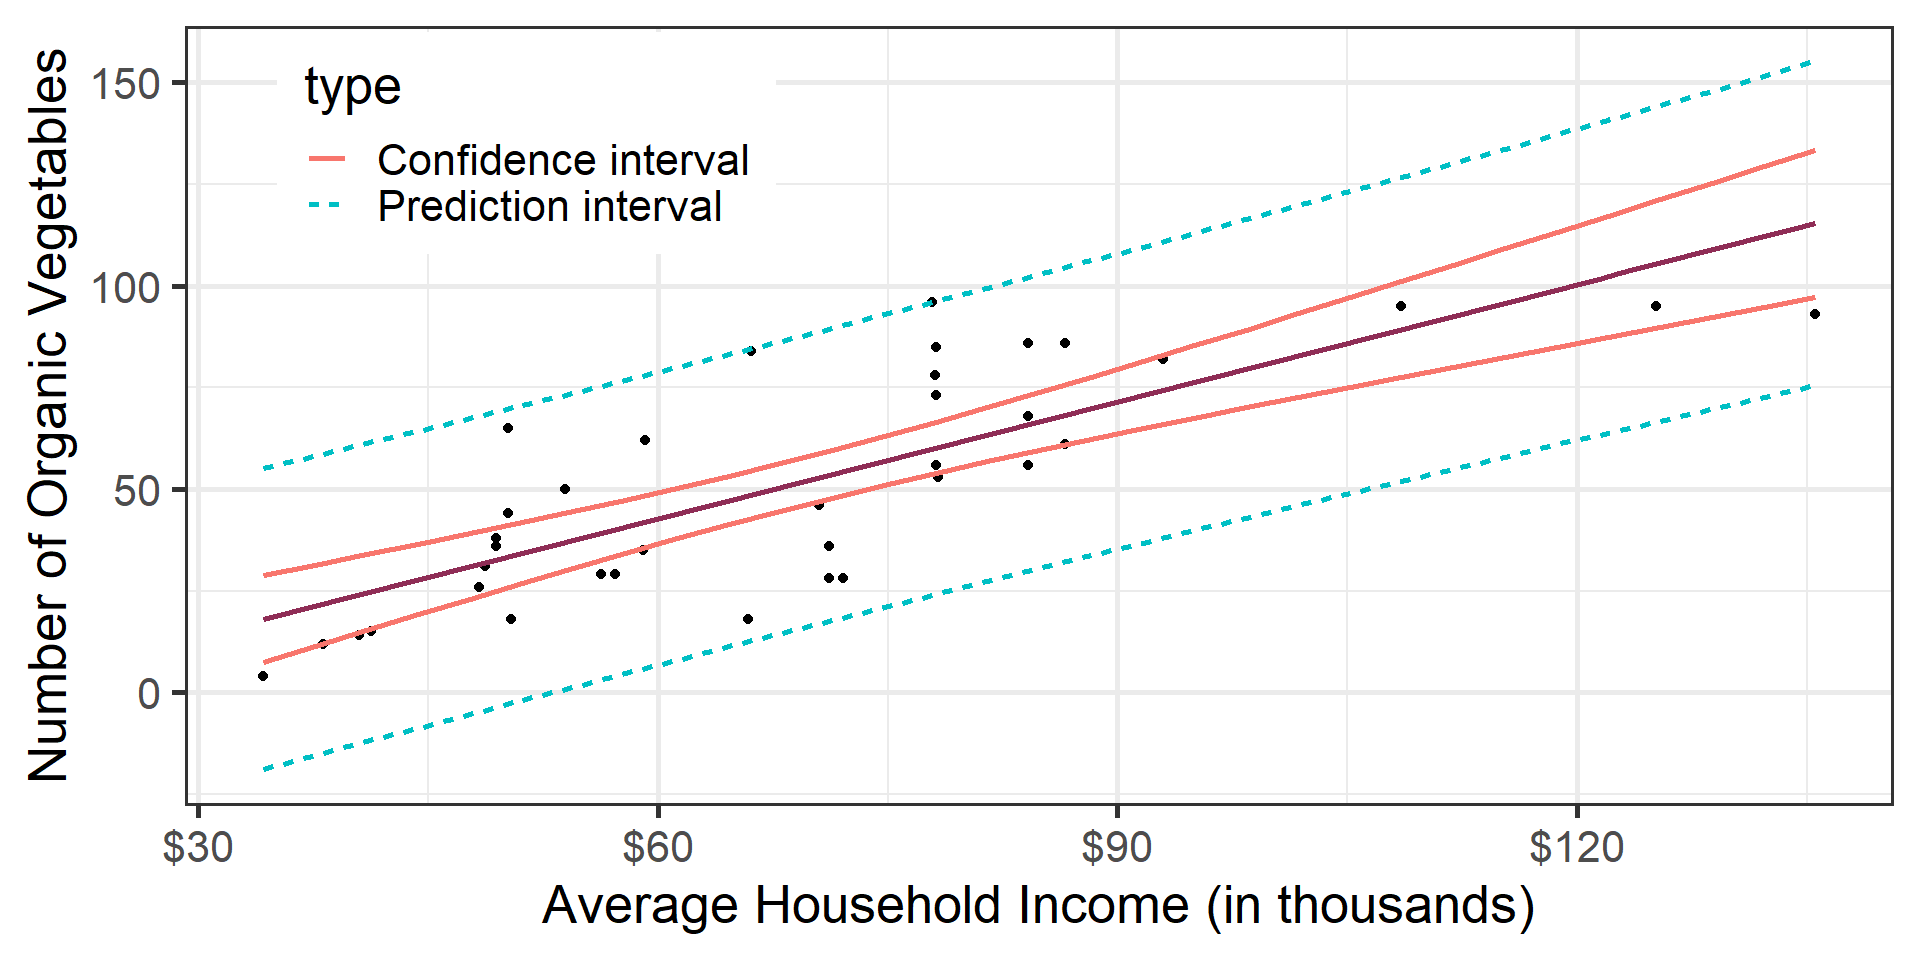 type
Confidence interval
Prediction interval
Number of Organic Vegetables
150
100
50
0
$30
$60
$90
$120
Average Household Income (in thousands)